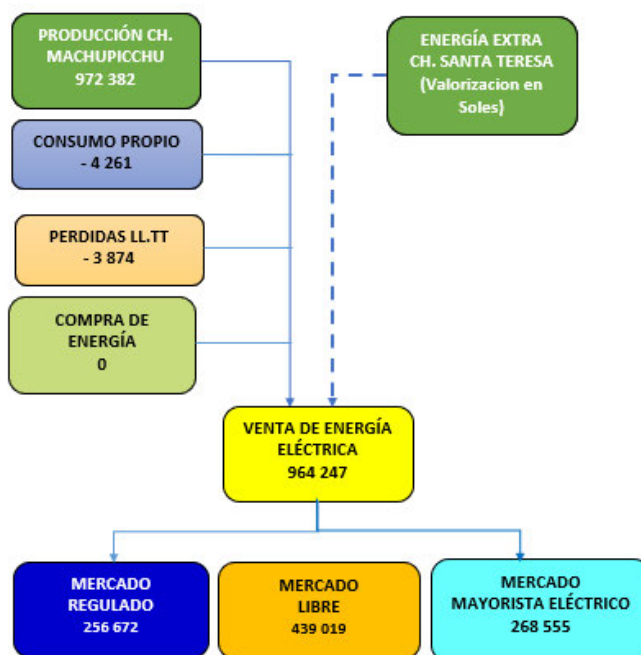 PRODUCCIÓN CH.
MACHUPICCHU
972 382
ENERGÍA EXTRA
CH. SANTA TERESA
(Valorizacion en
Soles)
CONSUMO PROPIO
- 4 261
PERDIDAS LL.TT
- 3 874
COMPRA DE
ENERGÍA
0
VENTA DE ENERGÍA
ELÉCTRICA
964 247
MERCADO
REGULADO
256 672
MERCADO
LIBRE
439 019
MERCADO
MAYORISTA ELÉCTRICO
268 555